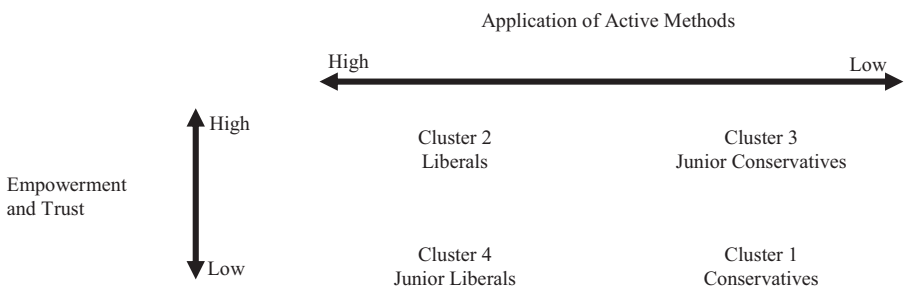 Application of Active Methods
High
Low
High
Cluster 2
Liberals
Cluster 3
Junior Conservatives
Empowerment
and Trust
Low
Cluster 4
Junior Liberals
Cluster 1
Conservatives